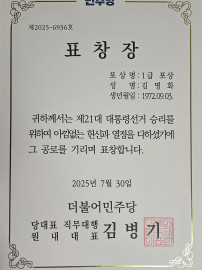 민주당
제2025-6936호
표 창 장
포 상 명 : 1급 포상
성 명 : 김 명 화
생년월일 : 1972.09.03.
귀하께서는 제21대 대통령선거 승리를
위하여 아낌없는 헌신과 열정을 다하셨기에
그 공로를 기리며 표창합니다.
2025년 7월 30일
더불어민주당
당대표 직무대행
원 내 대 표 김 병 기